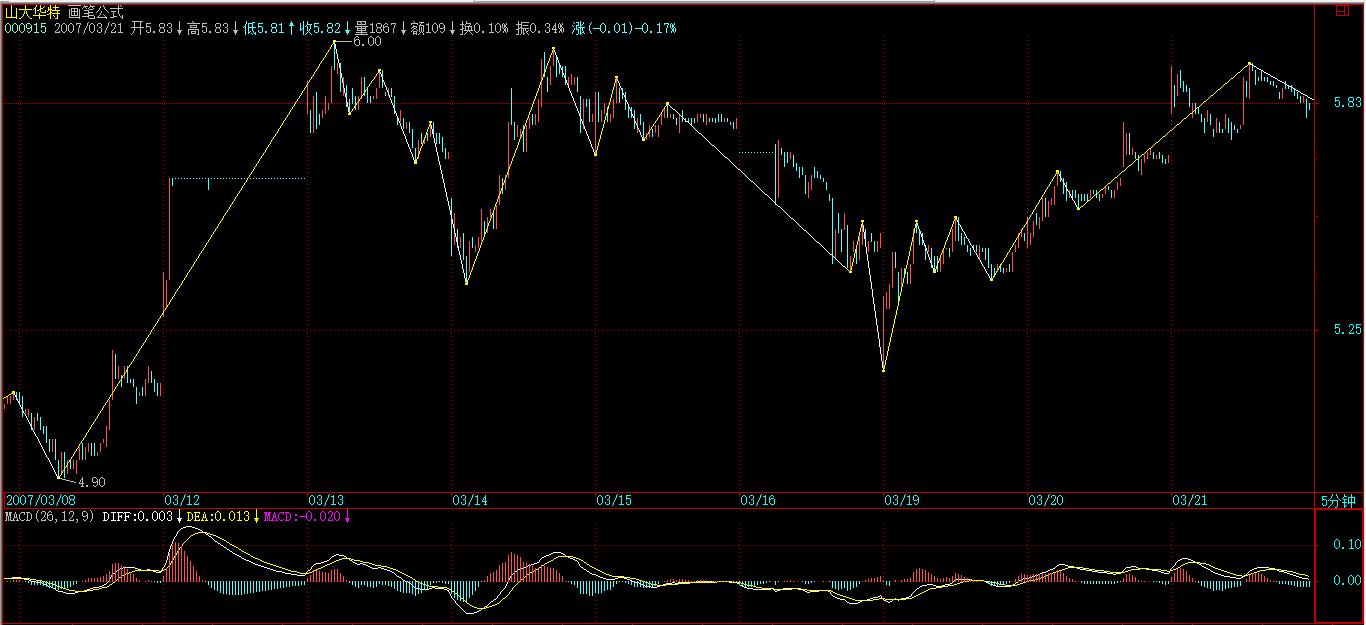 山大华特 画笔公式
000915 2007/03/21 开5.83↓高5.83↓低5.81↑收5.82↓量1867↓额109↓换0.10% 振0.34% 涨(-0.01)-0.17%
6.00
5.83
5.25
4.90
2007/03/08 03/12 03/13 03/14 03/15 03/16 03/19 03/20 03/21 5分钟
MACD(26,12,9) DIFF:0.003↓DEA:0.013↓MACD:-0.020↓
0.10
0.00